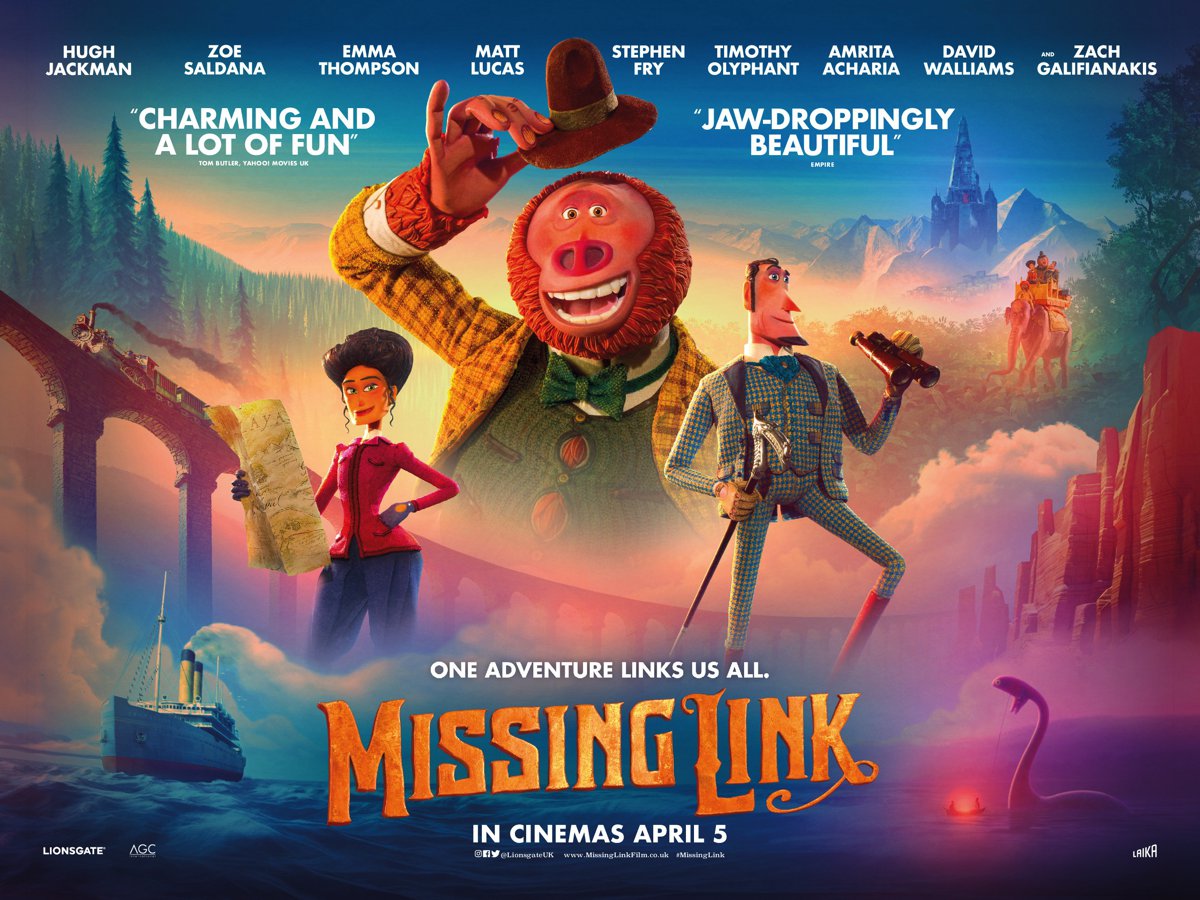 HUGH JACKMAN
ZOE SALDANA
EMMA THOMPSON
MATT LUCAS
STEPHEN FRY
TIMOTHY OLYPHANT
AMRITA ACHARIA
DAVID WALLIAMS
AND ZACH GALIFIANAKIS
“CHARMING AND
A LOT OF FUN”
TOM BUTLER, YAHOO! MOVIES UK
“JAW-DROPPINGLY
BEAUTIFUL”
EMPIRE
ONE ADVENTURE LINKS US ALL.
MISSING LINK
IN CINEMAS APRIL 5
@LionsgateUK www.MissingLinkFilm.co.uk #MissingLink
LIONSGATE
AGC
LAIKA